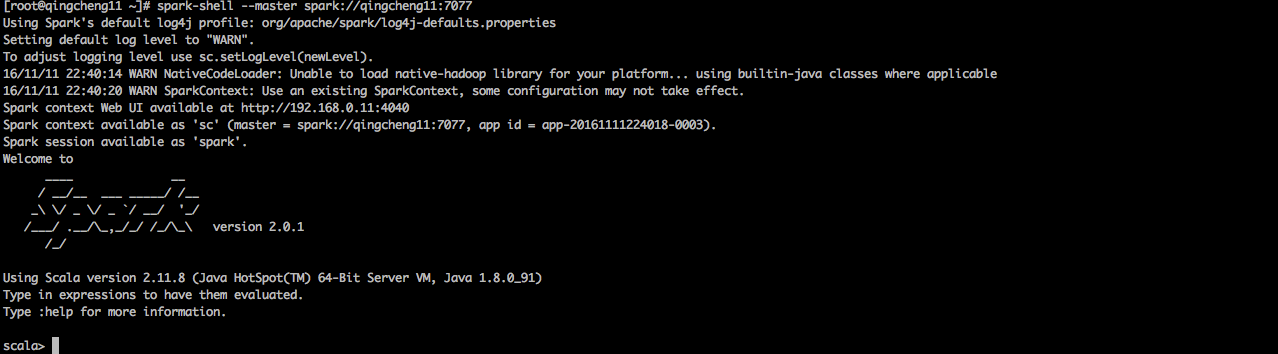 [root@qingcheng11 ~]# spark-shell --master spark://qingcheng11:7077
Using Spark's default log4j profile: org/apache/spark/log4j-defaults.properties
Setting default log level to "WARN".
To adjust logging level use sc.setLogLevel(newLevel).
16/11/11 22:40:14 WARN NativeCodeLoader: Unable to load native-hadoop library for your platform... using builtin-java classes where applicable
16/11/11 22:40:20 WARN SparkContext: Use an existing SparkContext, some configuration may not take effect.
Spark context Web UI available at http://192.168.0.11:4040
Spark context available as 'sc' (master = spark://qingcheng11:7077, app id = app-20161111224018-0003).
Spark session available as 'spark'.
Welcome to
      ____              __
     / __/__  ___ _____/ /__
    _\ \/ _ \/ _ `/ __/  '_/
   /___/ .__/\_,_/_/ /_/\_\   version 2.0.1
      /_/
Using Scala version 2.11.8 (Java HotSpot(TM) 64-Bit Server VM, Java 1.8.0_91)
Type in expressions to have them evaluated.
Type :help for more information.
scala>